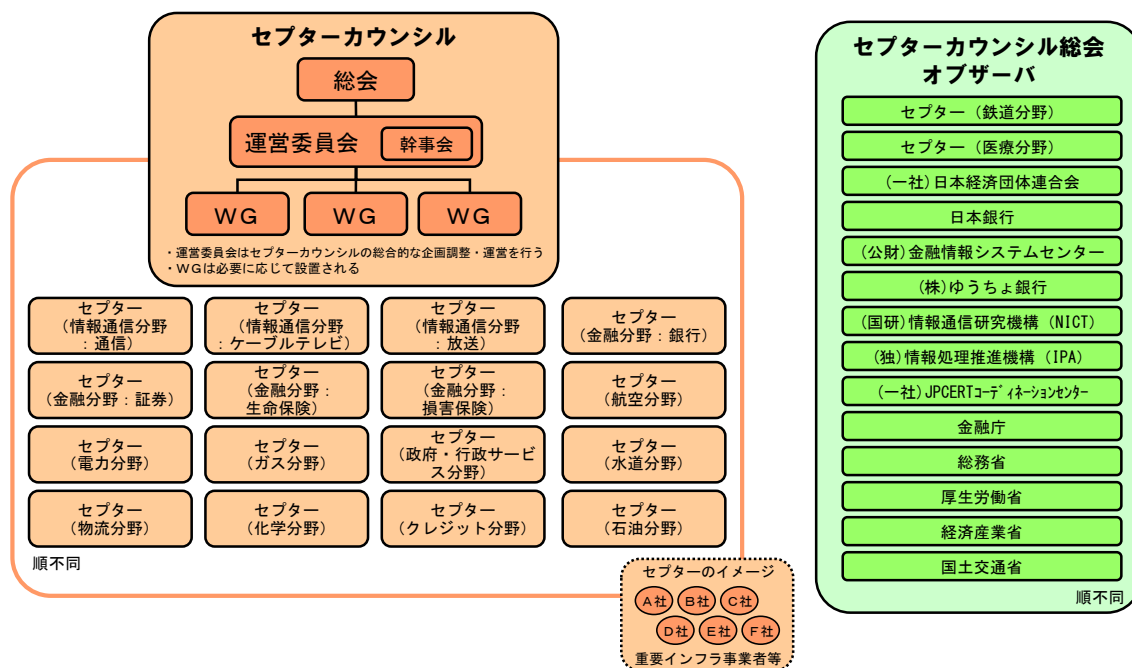 セプターカウンシル
総会
運営委員会
幹事会
WG
WG
WG
・運営委員会はセプターカウンシルの総合的な企画調整・運営を行う
・WGは必要に応じて設置される
セプター
(情報通信分野
:通信)
セプター
(情報通信分野
:ケーブルテレビ)
セプター
(情報通信分野
:放送)
セプター
(金融分野:銀行)
セプター
(金融分野:証券)
セプター
(金融分野:
生命保険)
セプター
(金融分野:
損害保険)
セプター
(航空分野)
セプター
(電力分野)
セプター
(ガス分野)
セプター
(政府・行政サービ
ス分野)
セプター
(水道分野)
セプター
(物流分野)
セプター
(化学分野)
セプター
(クレジット分野)
セプター
(石油分野)
順不同
セプターのイメージ
A社
B社
C社
D社
E社
F社
重要インフラ事業者等
セプターカウンシル総会
オブザーバ
セプター(鉄道分野)
セプター(医療分野)
(一社)日本経済団体連合会
日本銀行
(公財)金融情報システムセンター
(株)ゆうちょ銀行
(国研)情報通信研究機構(NICT)
(独)情報処理推進機構(IPA)
(一社)JPCERTコーディネーションセンター
金融庁
総務省
厚生労働省
経済産業省
国土交通省
順不同